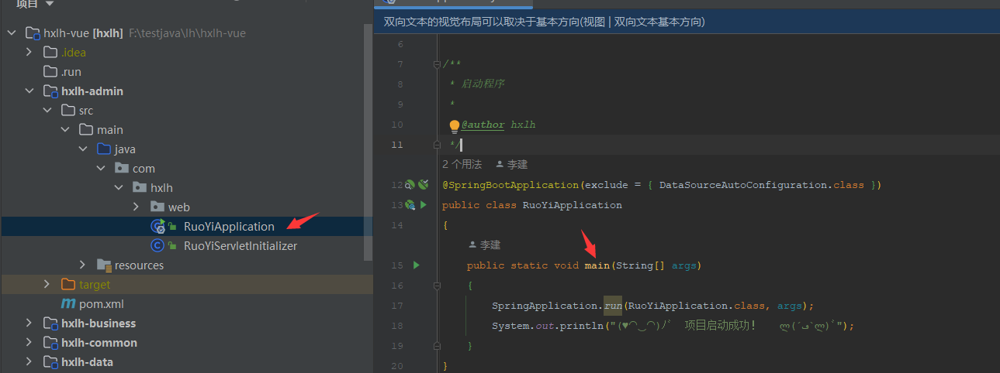 项目
hxlh-vue [hxlh] F:\testjava\lh\hxlh-vue
.idea
.run
hxlh-admin
src
main
java
com
hxlh
web
RuoYiApplication
RuoYiServletInitializer
resources
target
pom.xml
hxlh-business
hxlh-common
hxlh-data
双向文本的视觉布局可以取决于基本方向(视图 | 双向文本基本方向)
6
7 /**
8 * 启动程序
9 *
10 @author hxlh
11 */
2 个用法 李建
12 @SpringBootApplication(exclude = { DataSourceAutoConfiguration.class })
13 public class RuoYiApplication
14 {
李建
15 public static void main(String[] args)
16 {
17 SpringApplication.run(RuoYiApplication.class, args);
18 System.out.println("(♥◠‿◠)ノ゙ 项目启动成功! ლ(´ڡ`ლ)゙");
19 }
20 }